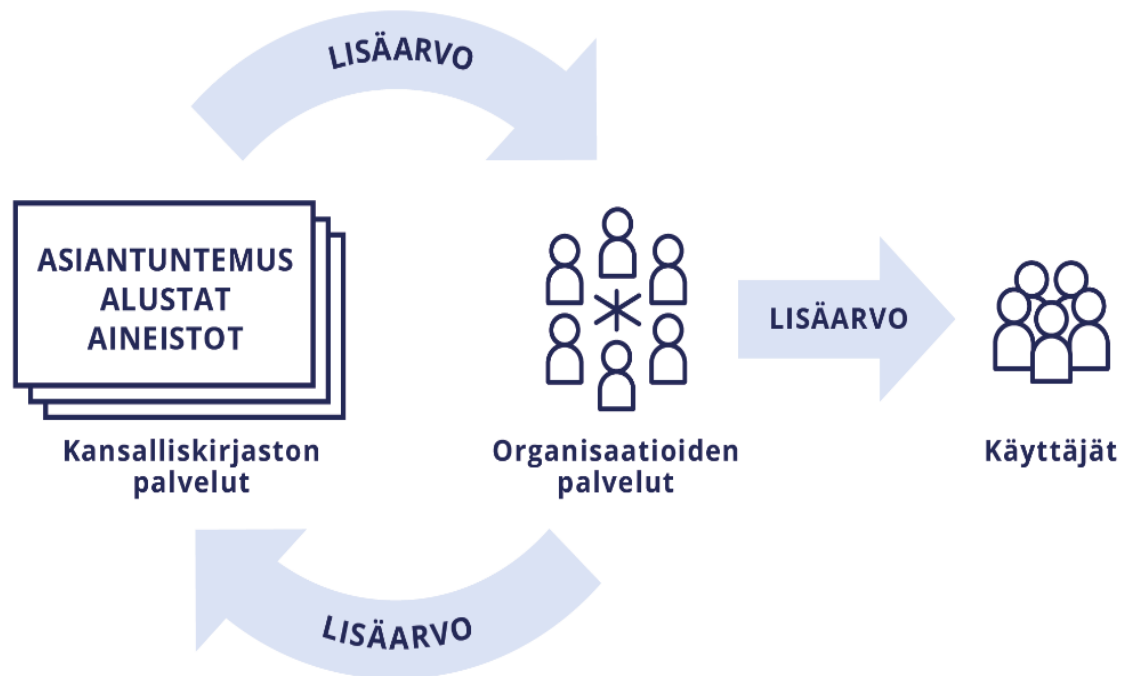 LISÄARVO
ASIANTUNTEMUS
ALUSTAT
AINEISTOT
Kansalliskirjaston
palvelut
Organisaatioiden
palvelut
LISÄARVO
Käyttäjät
LISÄARVO